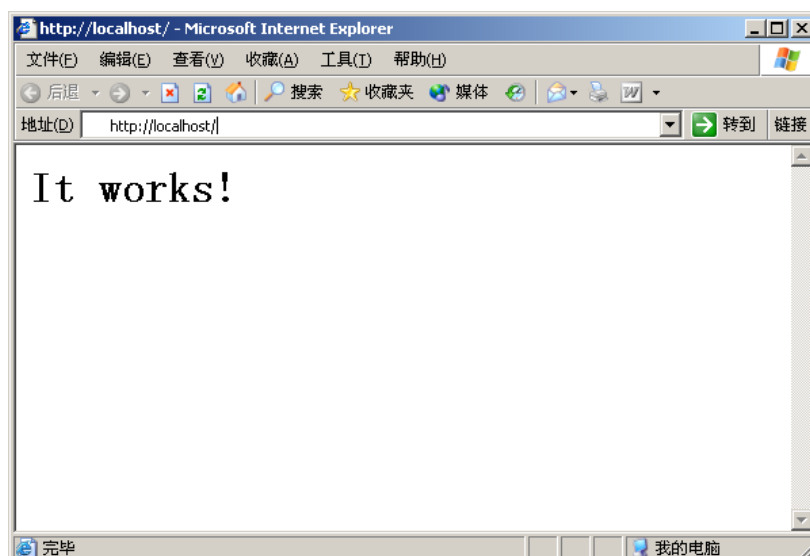 http://localhost/ - Microsoft Internet Explorer
文件(F) 编辑(E) 查看(V) 收藏(A) 工具(T) 帮助(H)
后退 搜索 收藏夹 媒体 W
地址(D) http://localhost/ 转到 链接
It works!
完毕 我的电脑